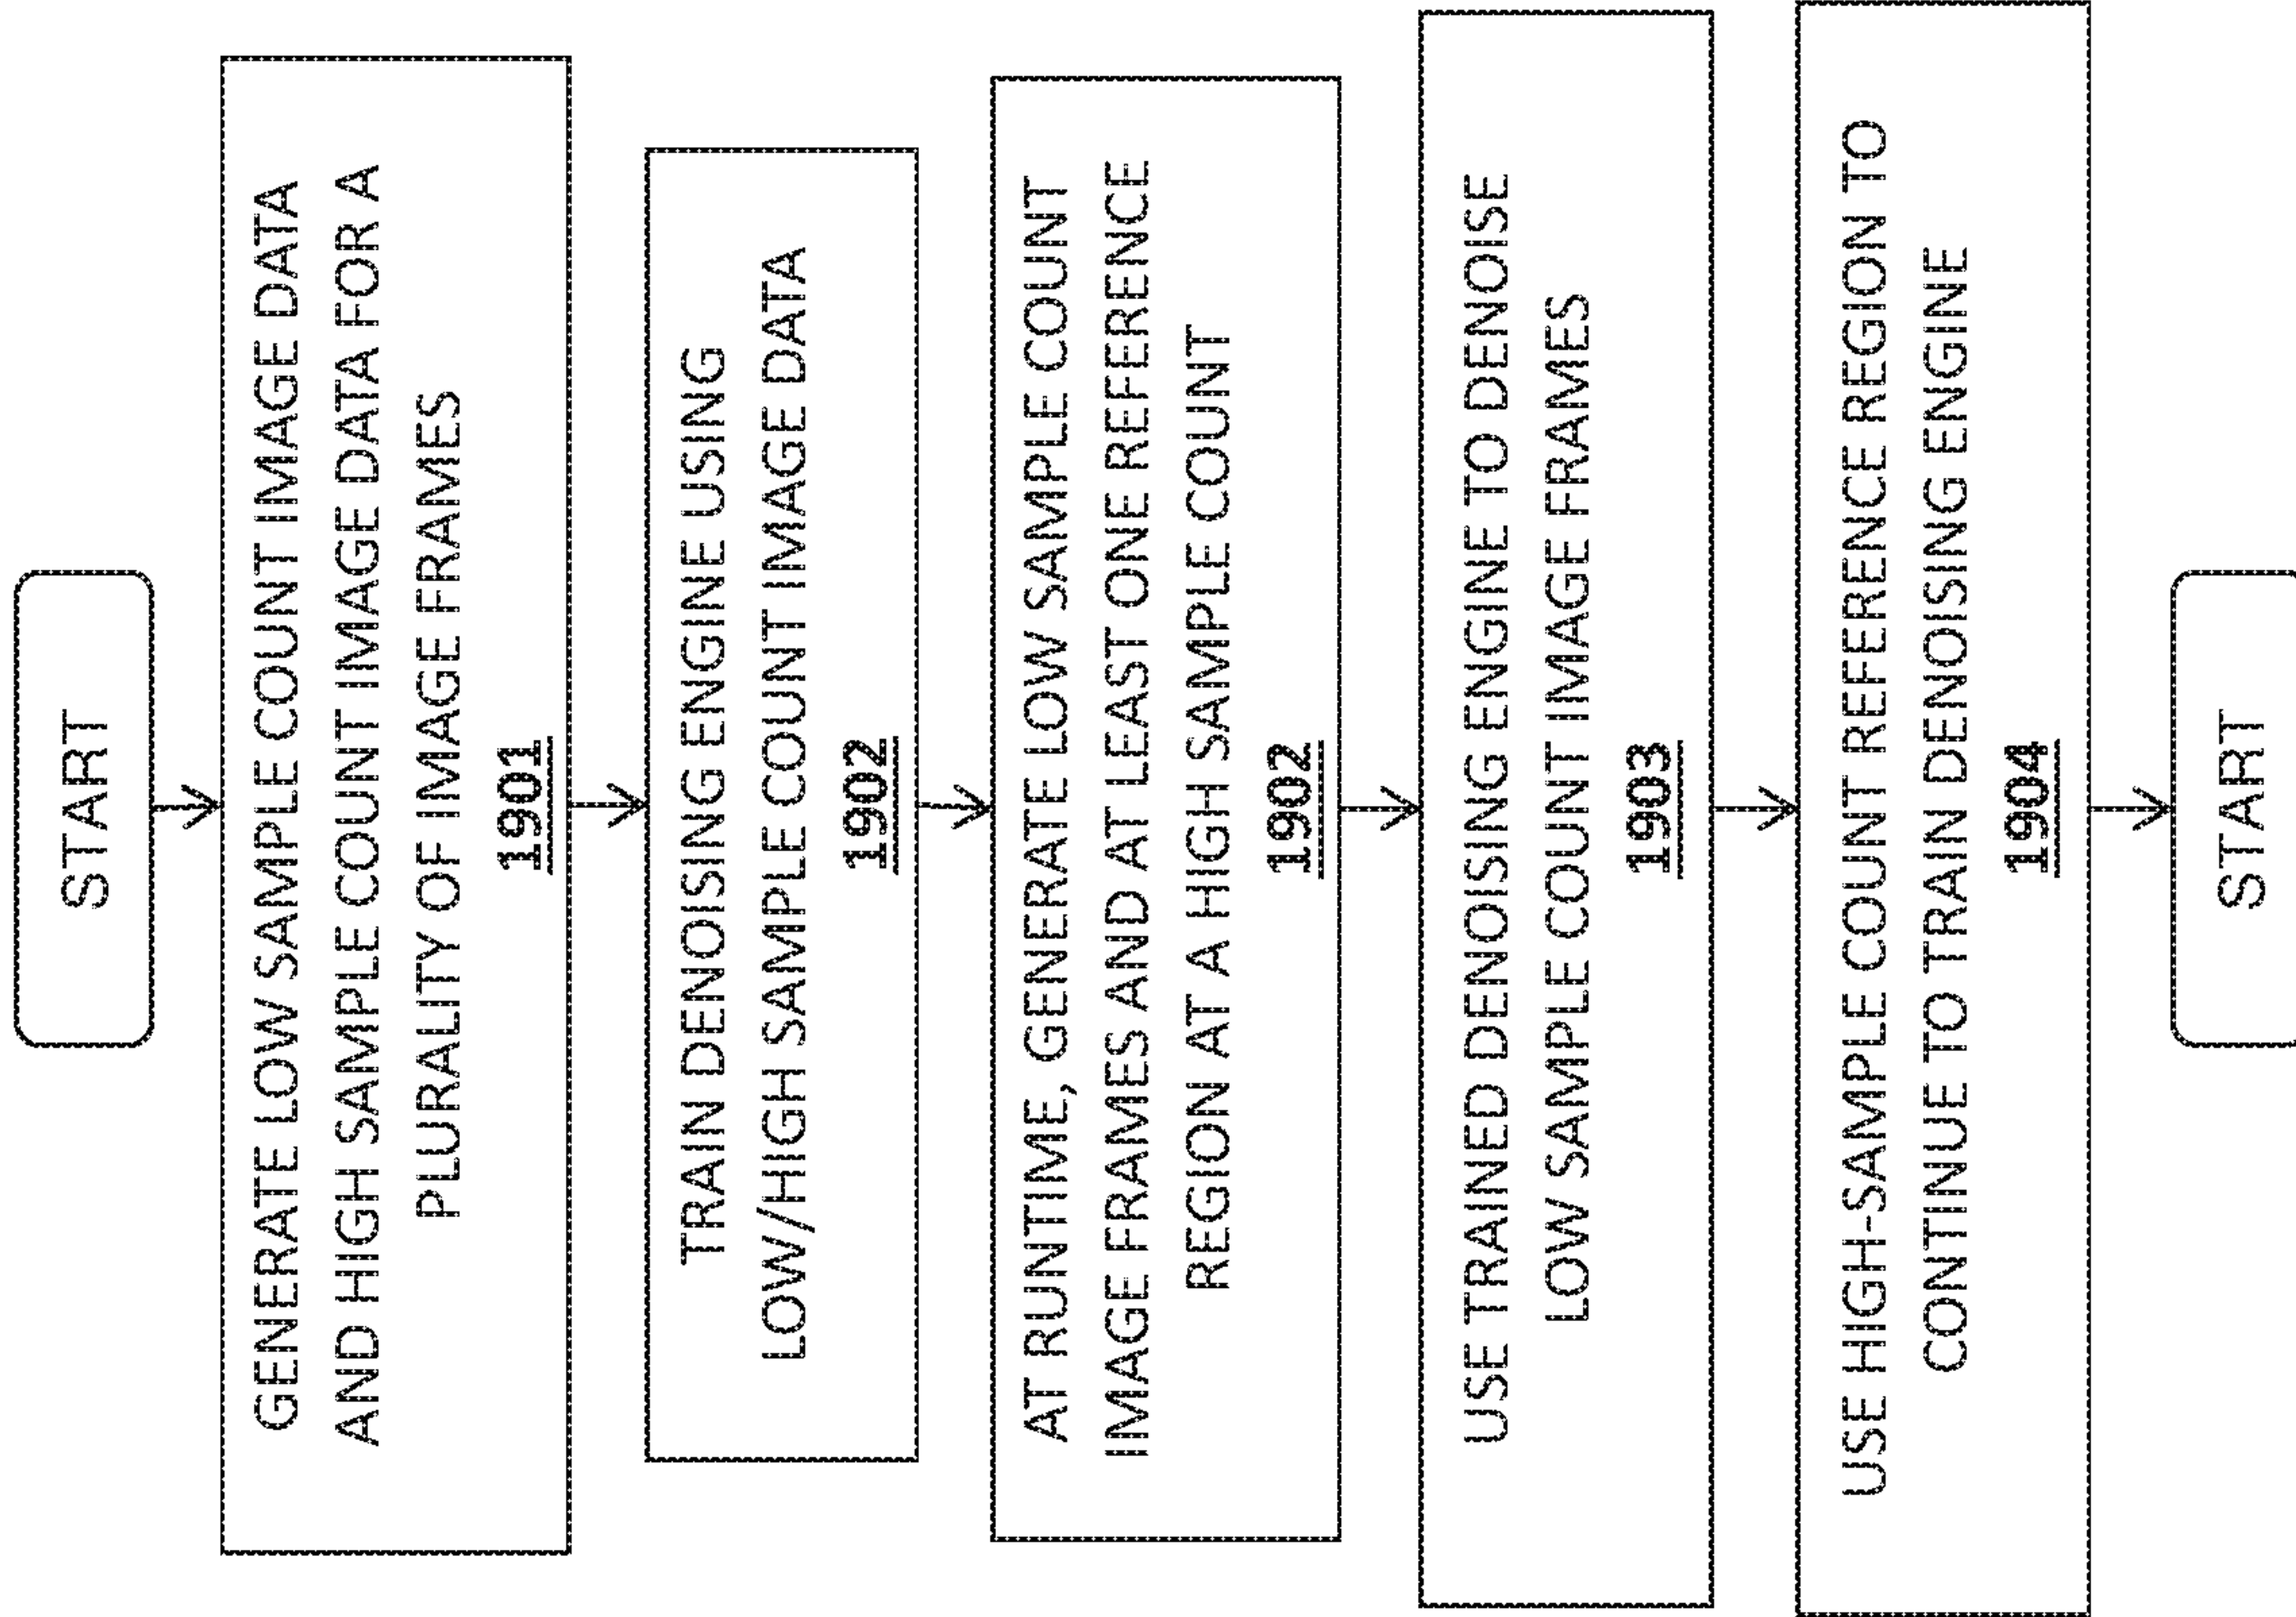 START
GENERATE LOW SAMPLE COUNT IMAGE DATA
AND HIGH SAMPLE COUNT IMAGE DATA FOR A
PLURALITY OF IMAGE FRAMES
1901
TRAIN DENOISING ENGINE USING
LOW/HIGH SAMPLE COUNT IMAGE DATA
1902
AT RUNTIME, GENERATE LOW SAMPLE COUNT
IMAGE FRAMES AND AT LEAST ONE REFERENCE
REGION AT A HIGH SAMPLE COUNT
1902
USE TRAINED DENOISING ENGINE TO DENOISE
LOW SAMPLE COUNT IMAGE FRAMES
1903
USE HIGH-SAMPLE COUNT REFERENCE REGION TO
CONTINUE TO TRAIN DENOISING ENGINE
1904
START